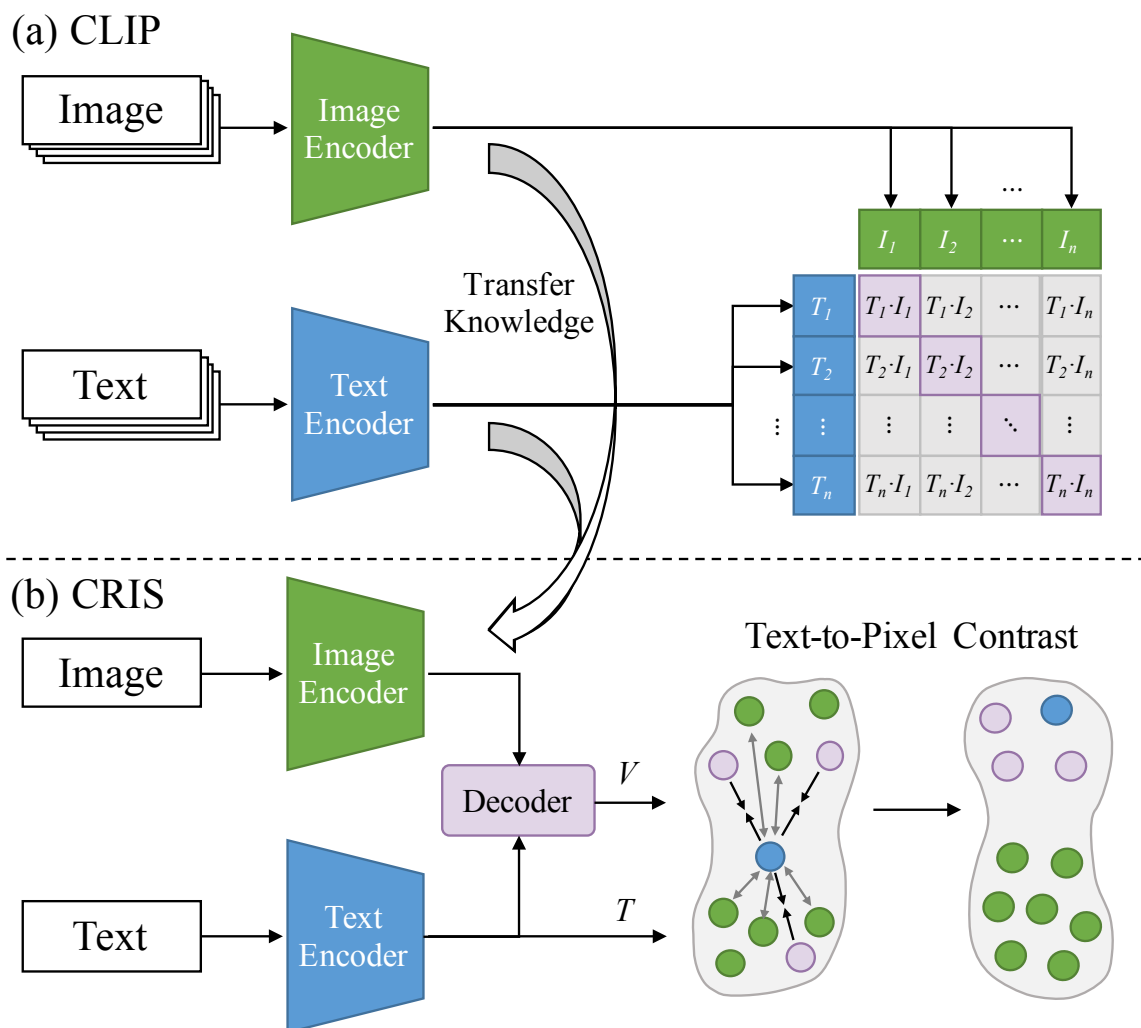 (a) CLIP
Image
Image
Encoder
...
I1 I2 ... In
Transfer
Knowledge
Text
Text
Encoder
T1 T1·I1 T1·I2 ... T1·In
T2 T2·I1 T2·I2 ... T2·In
⋮ ⋮ ⋮ ⋮ ⋱ ⋮
Tn Tn·I1 Tn·I2 ... Tn·In
(b) CRIS
Image
Image
Encoder
Text-to-Pixel Contrast
Decoder
V
Text
Text
Encoder
T